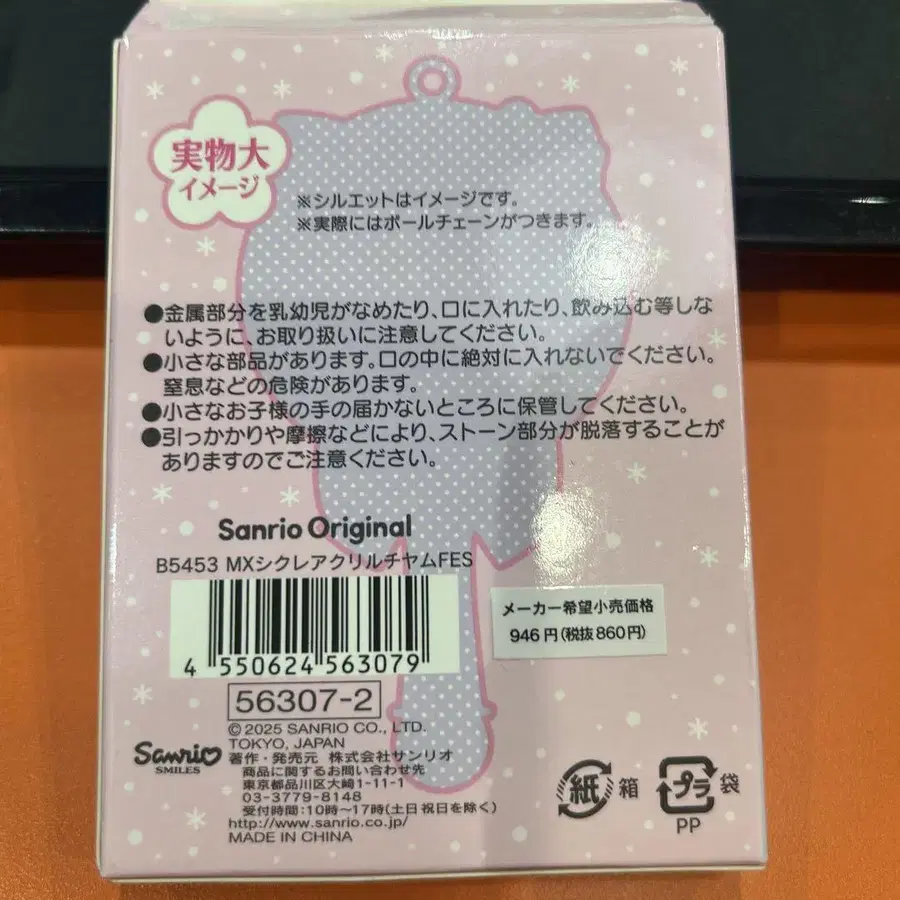 実物大
イメージ
※シルエットはイメージです。
※実際にはボールチェーンがつきます。
●金属部分を乳幼児がなめたり、口に入れたり、飲み込む等しな
いように、お取り扱いに注意してください。
●小さな部品があります。口の中に絶対に入れないでください。
窒息などの危険があります。
●小さなお子様の手の届かないところに保管してください。
●引っかかりや摩擦などにより、ストーン部分が脱落することが
ありますのでご注意ください。
Sanrio Original
B5453 MXシクレアクリルチヤムFES
4 550624 563079
メーカー希望小売価格
946円(税抜860円)
56307-2
© 2025 SANRIO CO., LTD.
TOKYO, JAPAN
Sanrio
SMILES
著作・発売元 株式会社サンリオ
商品に関するお問い合わせ先
東京都品川区大崎1-11-1
03-3779-8148
受付時間:10時〜17時(土日祝日を除く)
http://www.sanrio.co.jp/
MADE IN CHINA
紙 箱
プラ 袋
PP